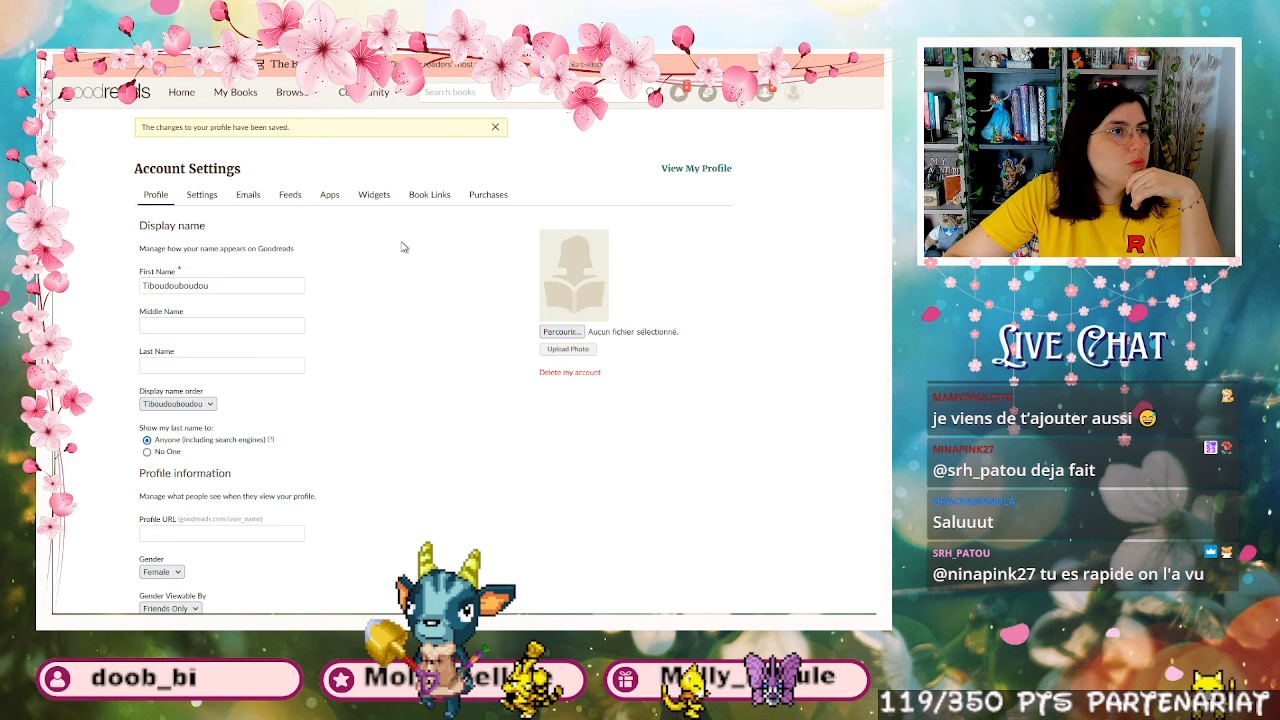 The
readers' most
goodreads
Home
My Books
Brows
Search books
The changes to your profile have been saved.
Account Settings
View My Profile
Profile
Settings
Emails
Feeds
Apps
Widgets
Book Links
Purchases
Display name
Manage how your name appears on Goodreads
First Name *
Tiboudouboudou
Middle Name
Last Name
Display name order
Tiboudouboudou
Show my last name to:
Anyone (including search engines) (?)
No One
Profile information
Manage what people see when they view your profile.
Profile URL (goodreads.com/user_name)
Gender
Female
Gender Viewable By
Friends Only
Parcourir... Aucun fichier sélectionné.
Upload Photo
Delete my account
R
Live Chat
je viens de t'ajouter aussi
NINAPINK27
@srh_patou deja fait
Saluuut
SRH_PATOU
@ninapink27 tu es rapide on l'a vu
doob_bi
119/350 PTS PARTENARIAT